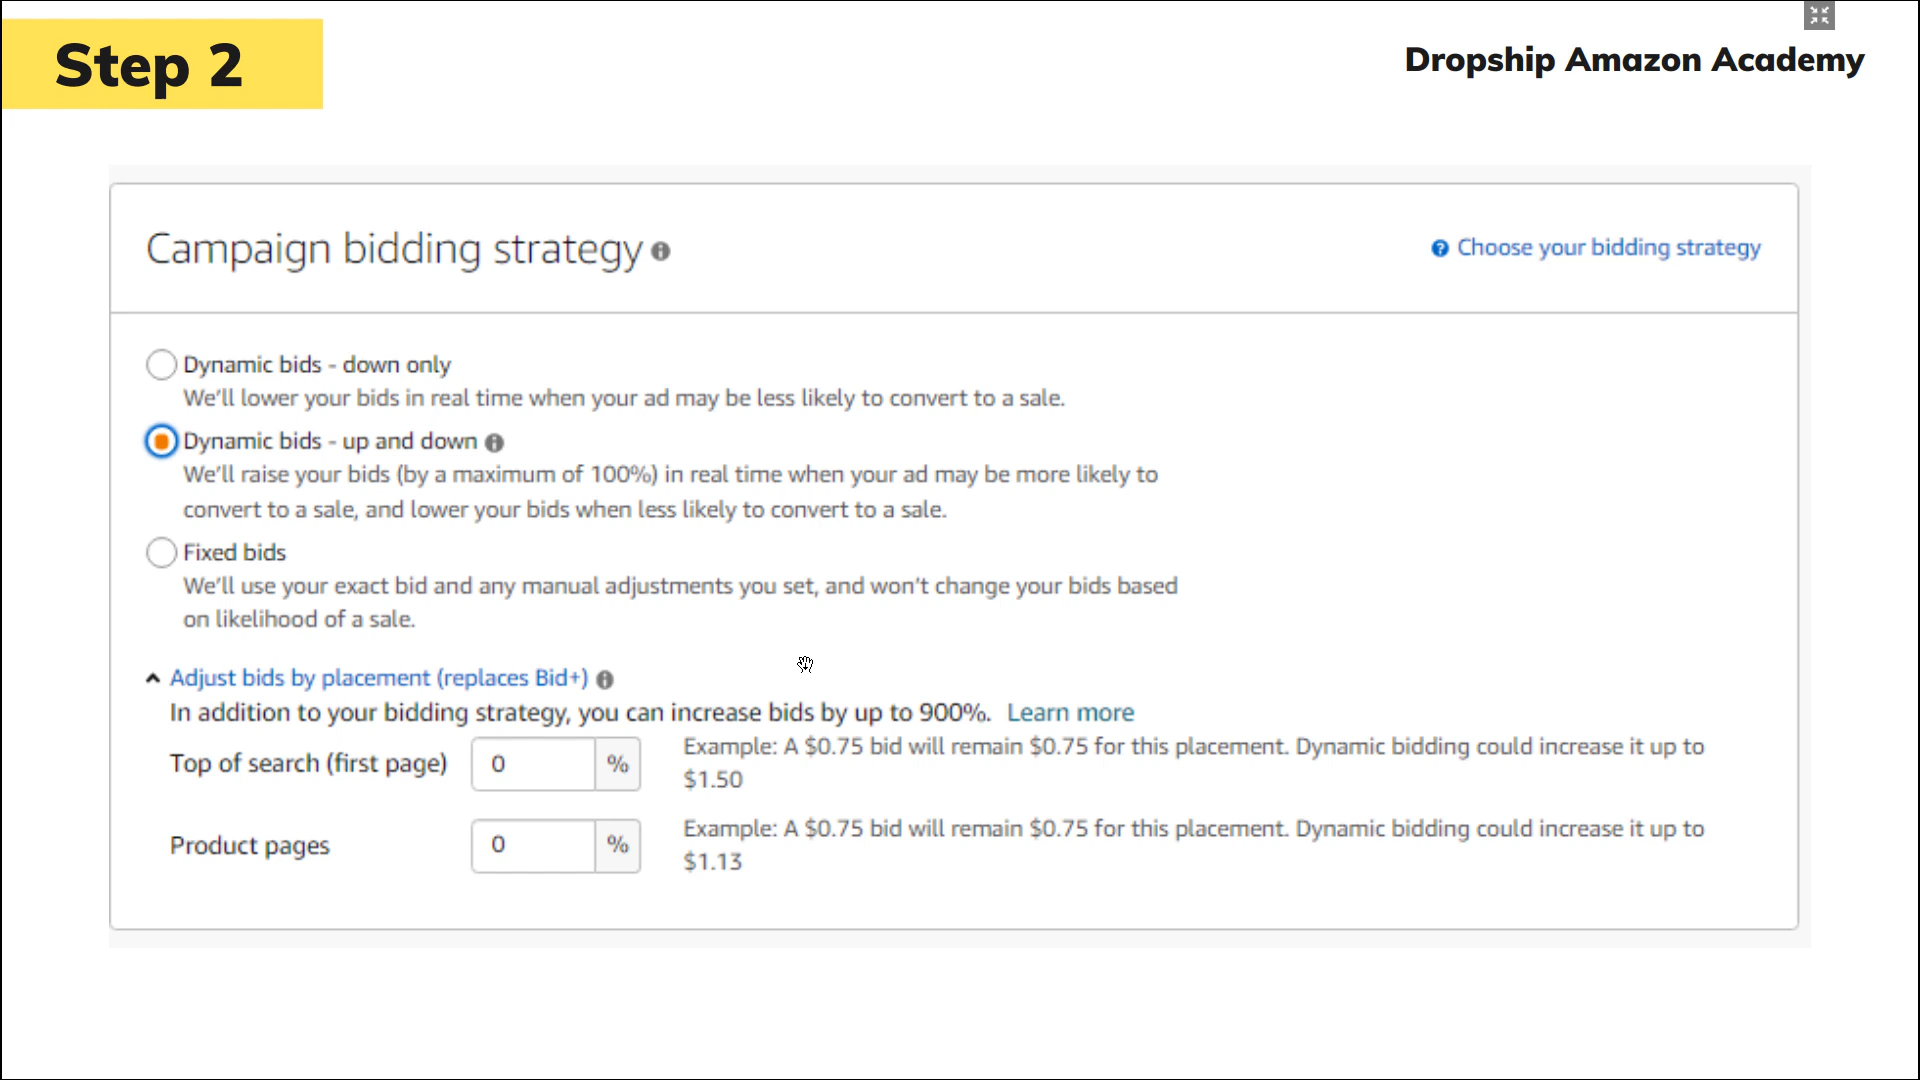 Step 2
Dropship Amazon Academy
Campaign bidding strategy
Choose your bidding strategy
Dynamic bids - down only
We'll lower your bids in real time when your ad may be less likely to convert to a sale.
Dynamic bids - up and down
We'll raise your bids (by a maximum of 100%) in real time when your ad may be more likely to
convert to a sale, and lower your bids when less likely to convert to a sale.
Fixed bids
We'll use your exact bid and any manual adjustments you set, and won't change your bids based
on likelihood of a sale.
Adjust bids by placement (replaces Bid+)
In addition to your bidding strategy, you can increase bids by up to 900%. Learn more
Top of search (first page) 0 % Example: A $0.75 bid will remain $0.75 for this placement. Dynamic bidding could increase it up to
$1.50
Product pages 0 % Example: A $0.75 bid will remain $0.75 for this placement. Dynamic bidding could increase it up to
$1.13